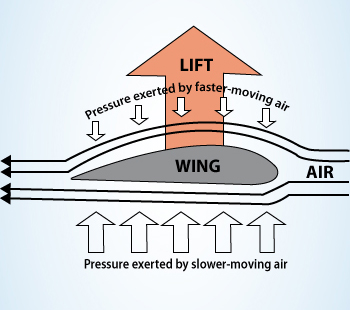 LIFT
Pressure exerted by faster-moving air
WING
AIR
Pressure exerted by slower-moving air